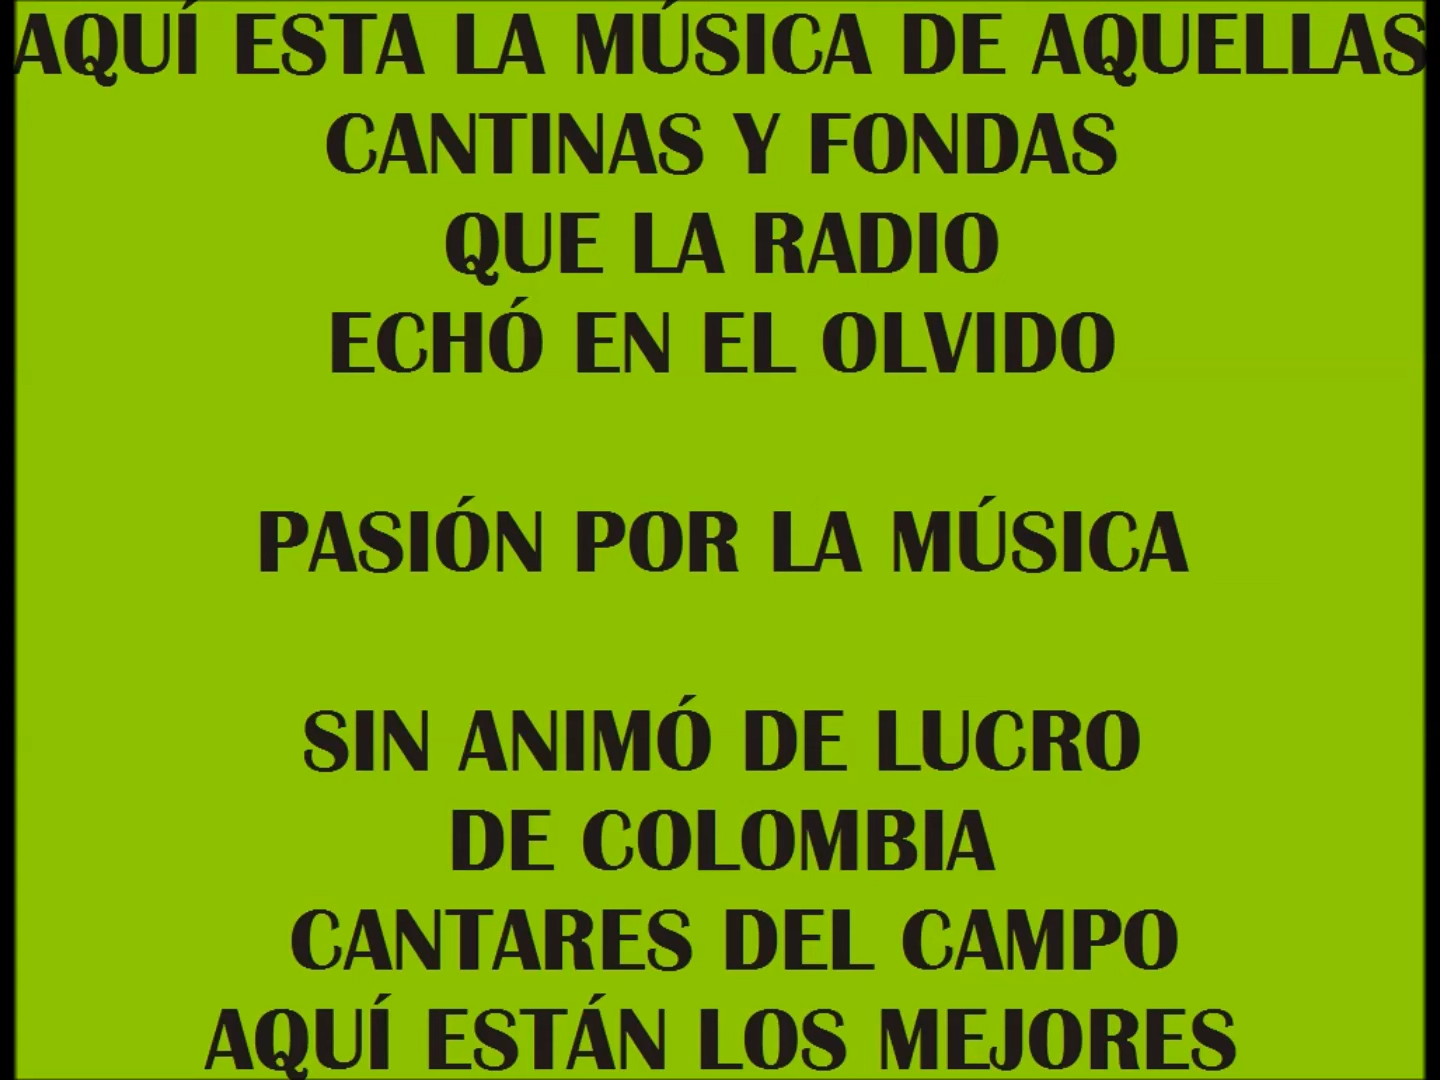 AQUÍ ESTA LA MÚSICA DE AQUELLAS
CANTINAS Y FONDAS
QUE LA RADIO
ECHÓ EN EL OLVIDO
PASIÓN POR LA MÚSICA
SIN ANIMÓ DE LUCRO
DE COLOMBIA
CANTARES DEL CAMPO
AQUÍ ESTÁN LOS MEJORES